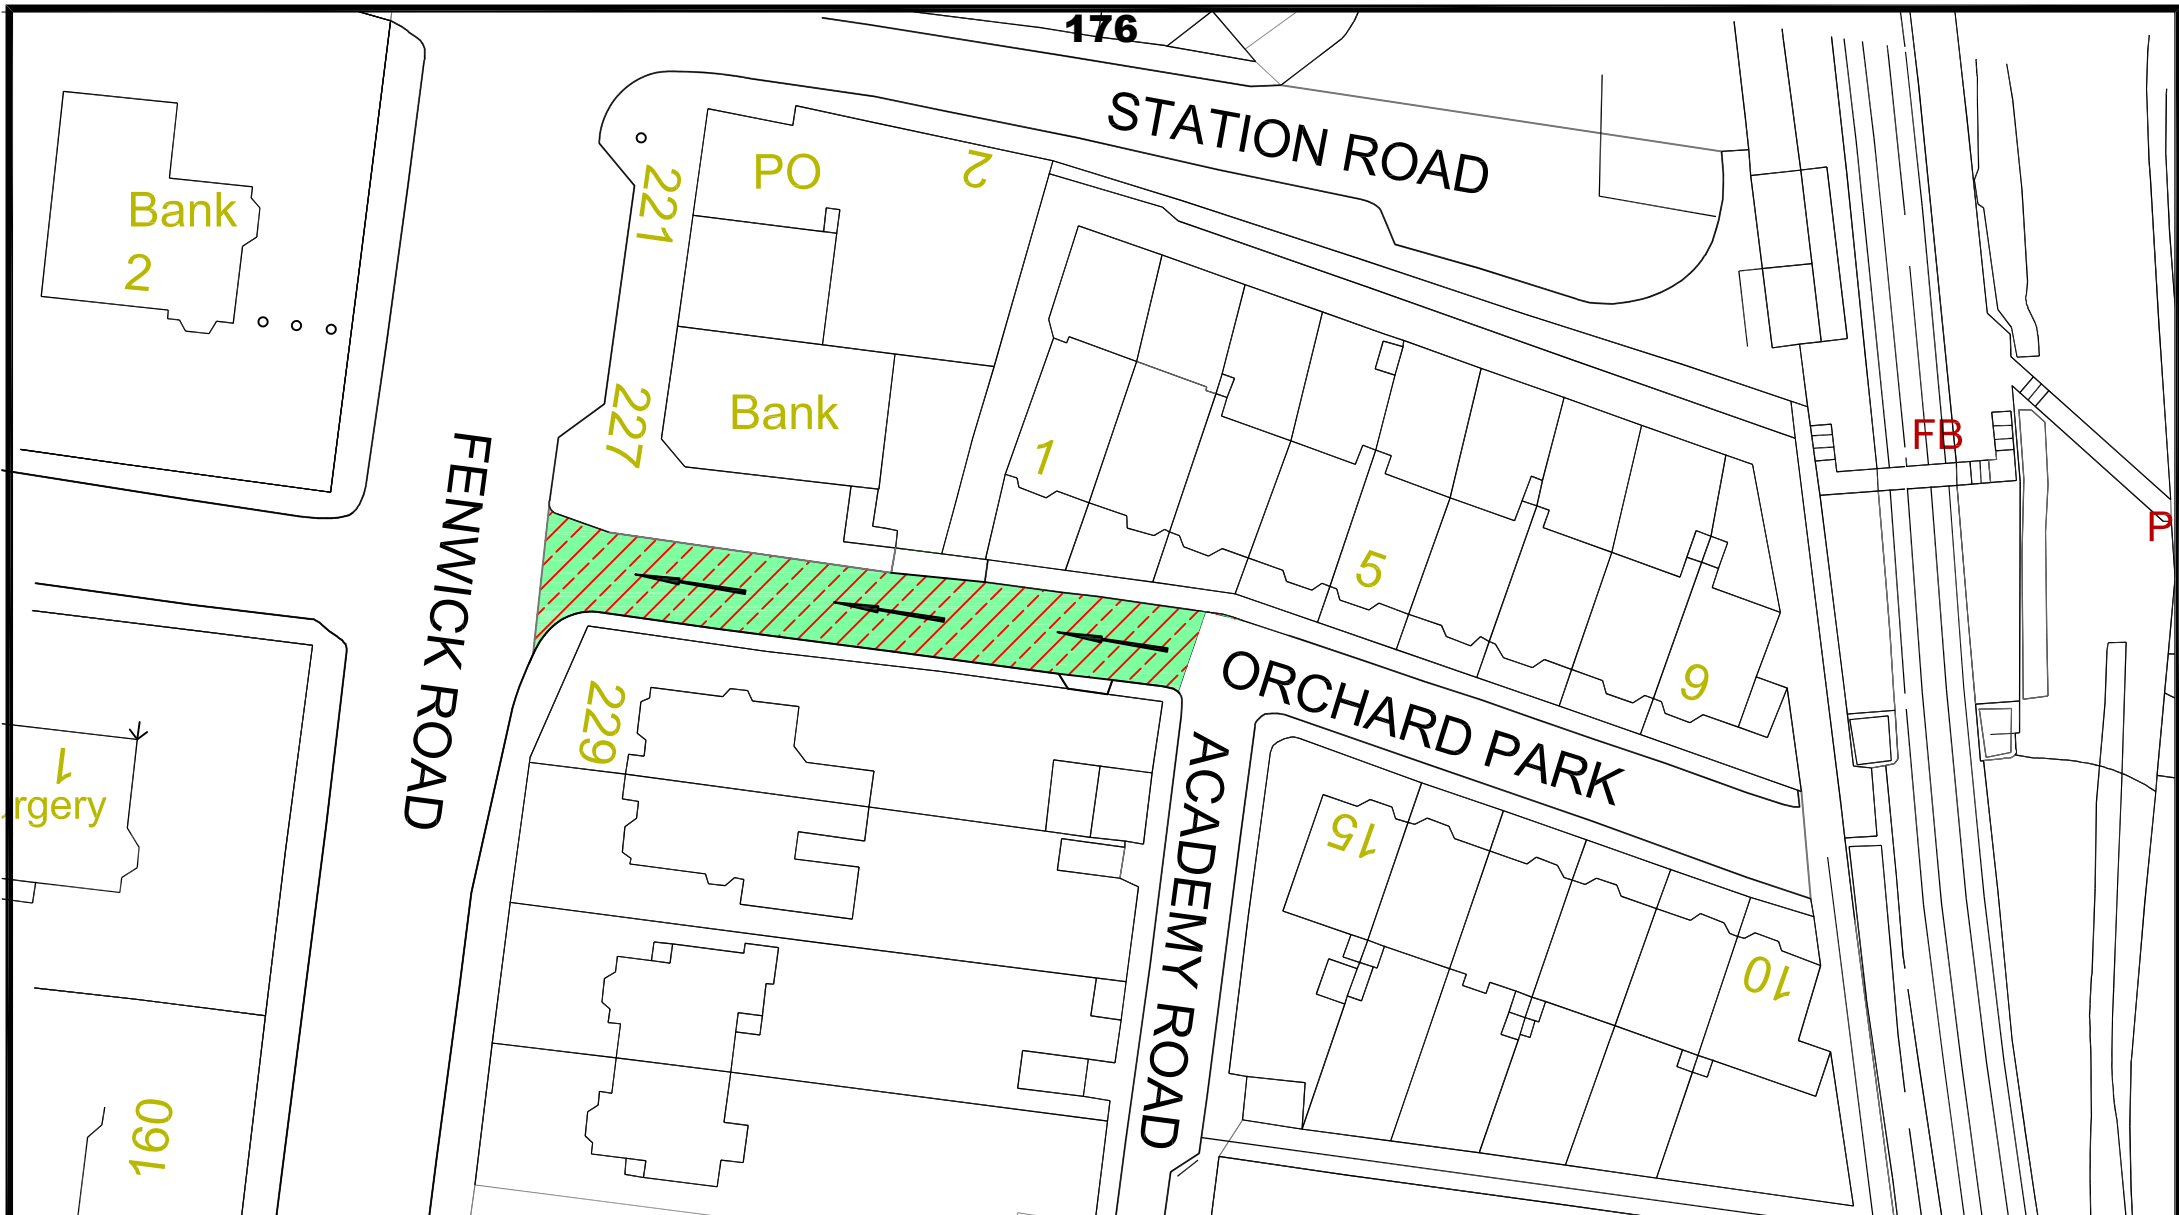 176
STATION ROAD
PO
2
221
Bank
2
227
Bank
FB
FENWICK ROAD
1
5
P
9
ORCHARD PARK
229
1
rgery
ACADEMY ROAD
15
10
160